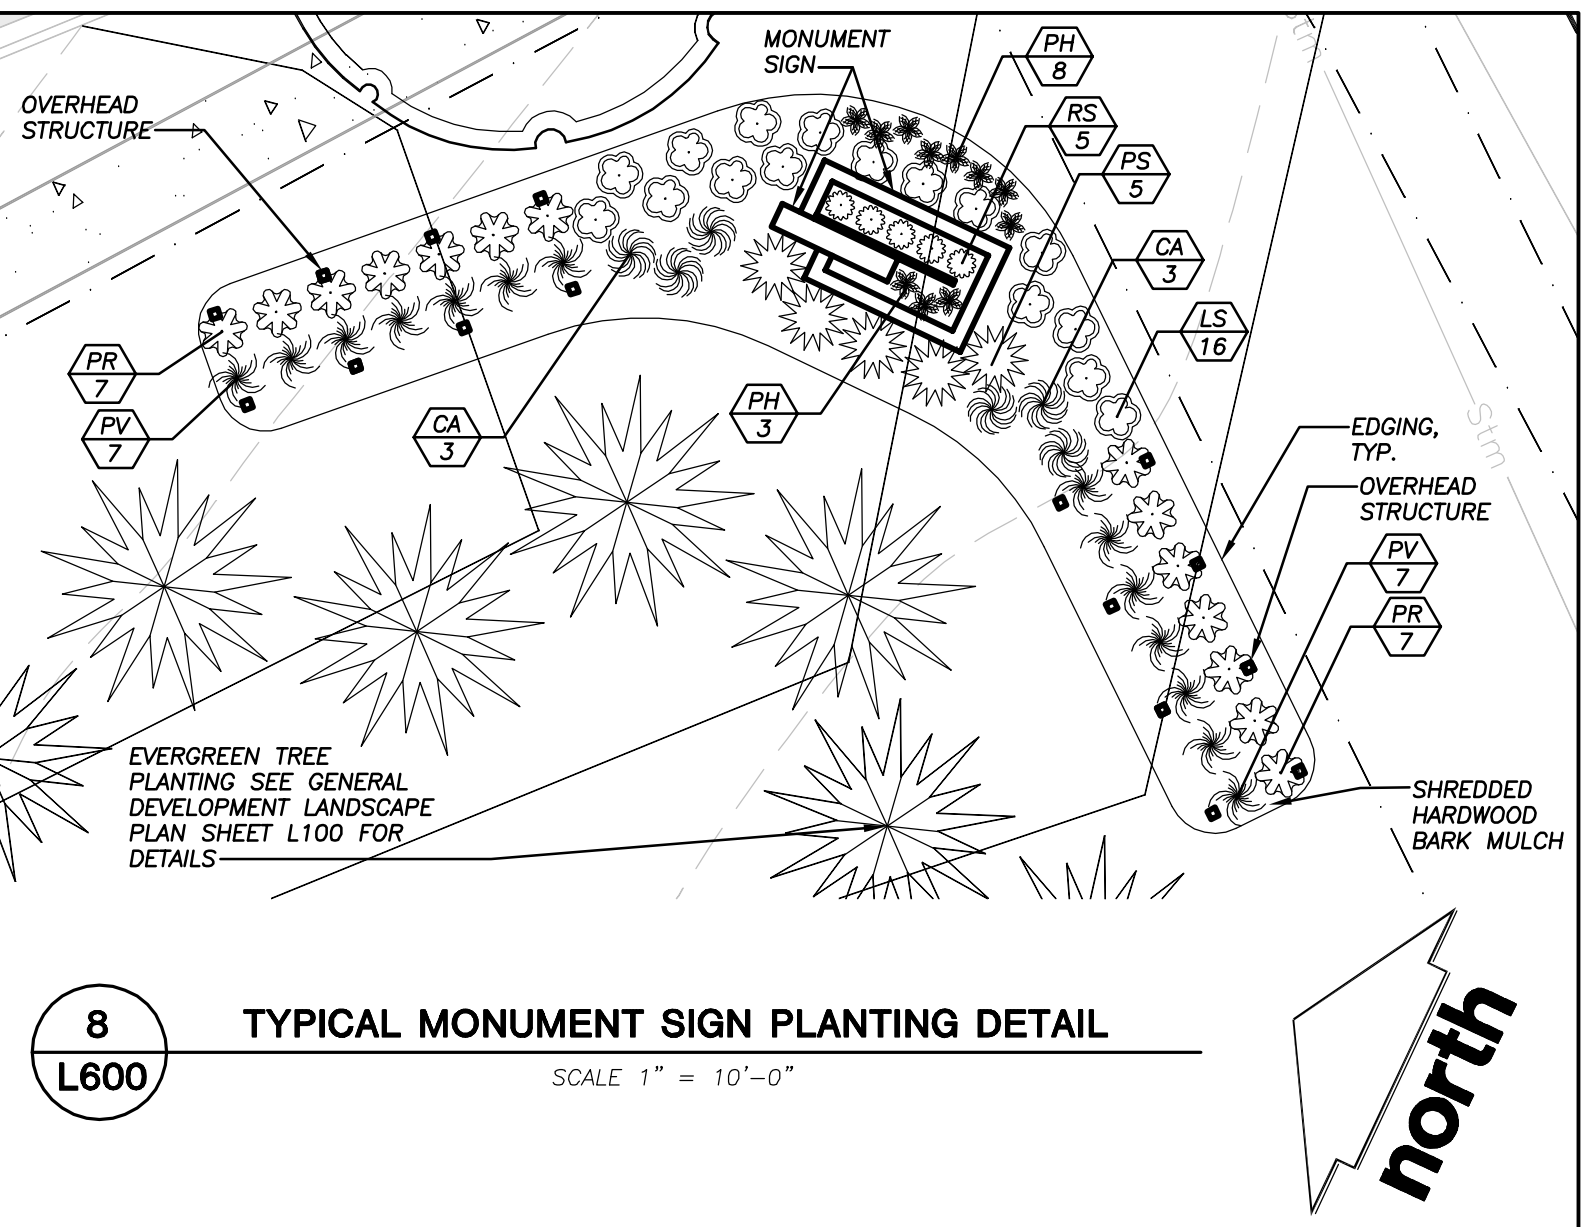 MONUMENT
SIGN
PH
8
Stm
OVERHEAD
STRUCTURE
RS
5
PS
5
CA
3
LS
16
PR
7
PV
7
CA
3
PH
3
Stm
EDGING,
TYP.
OVERHEAD
STRUCTURE
PV
7
PR
7
EVERGREEN TREE
PLANTING SEE GENERAL
DEVELOPMENT LANDSCAPE
PLAN SHEET L100 FOR
DETAILS
SHREDDED
HARDWOOD
BARK MULCH
8
L600
TYPICAL MONUMENT SIGN PLANTING DETAIL
SCALE 1" = 10'-0"
north